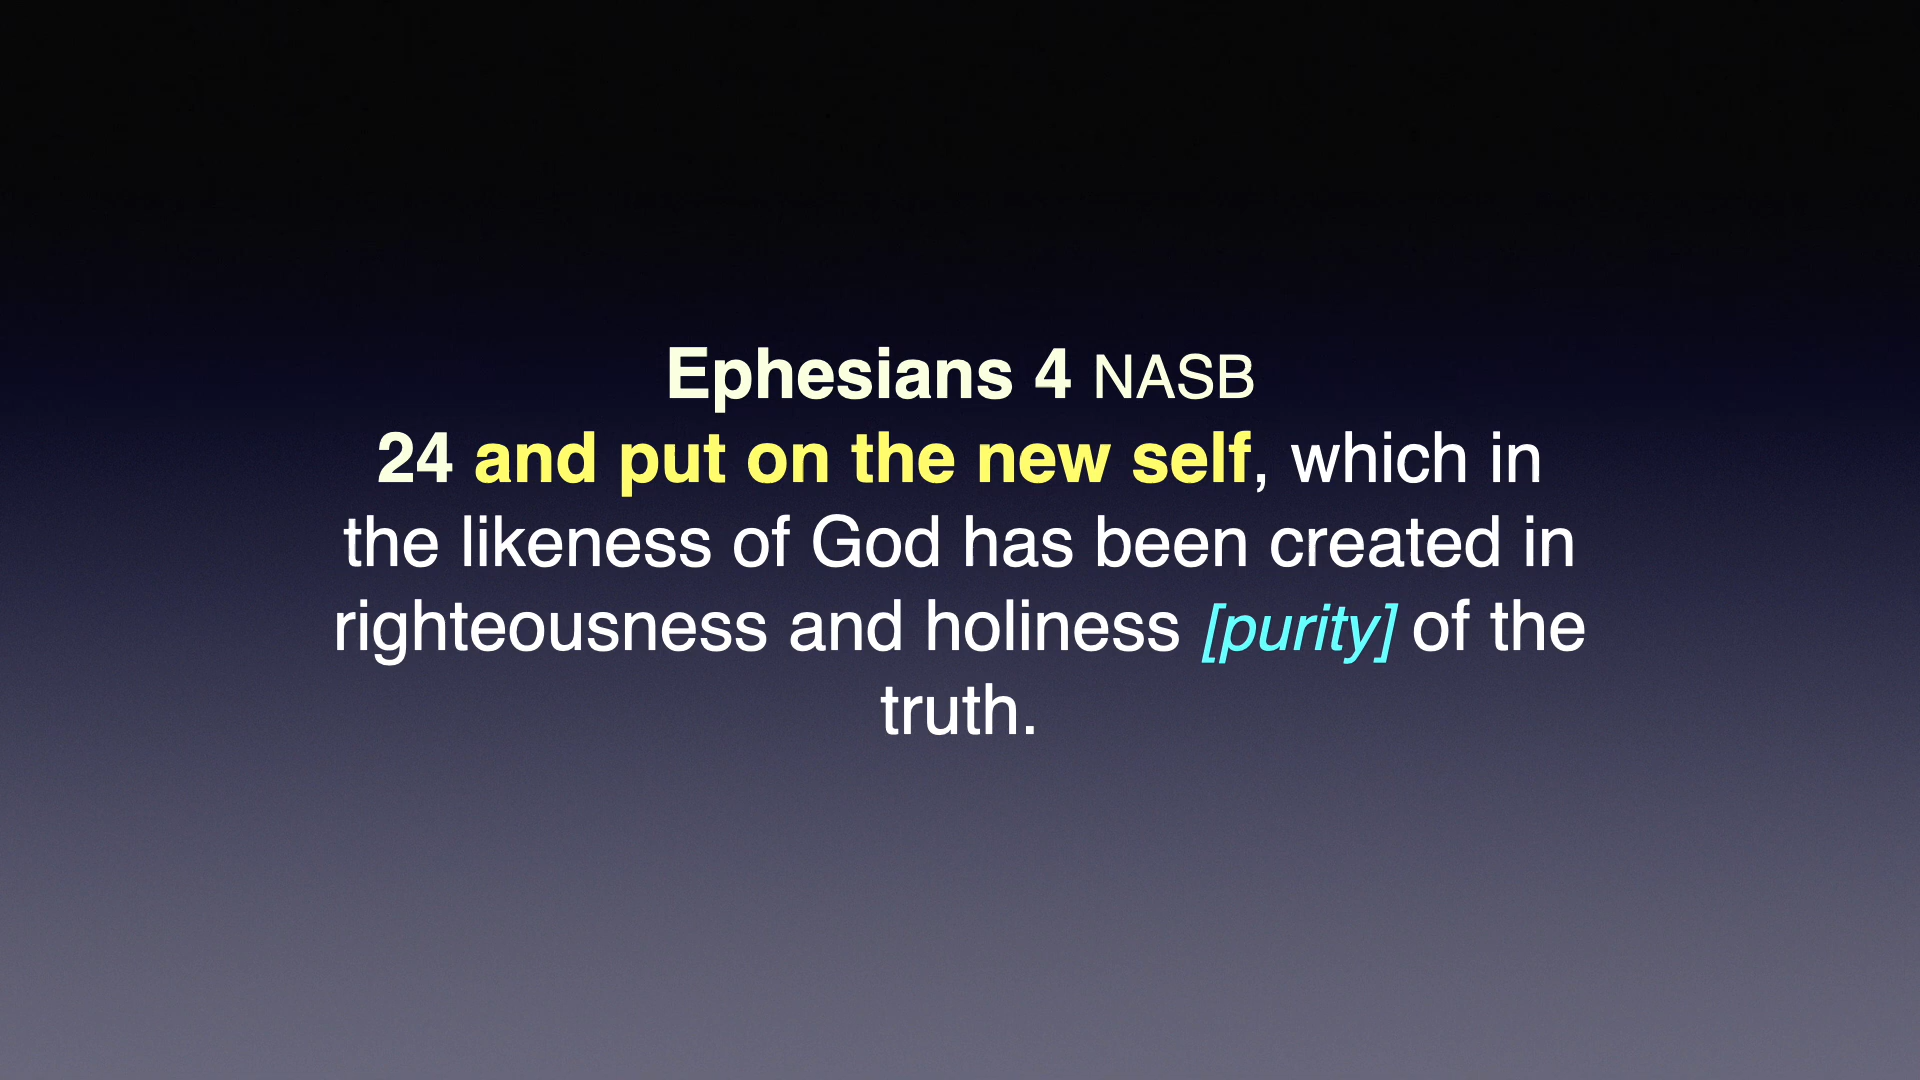 Ephesians 4 NASB
24 and put on the new self, which in
the likeness of God has been created in
righteousness and holiness [purity] of the
truth.